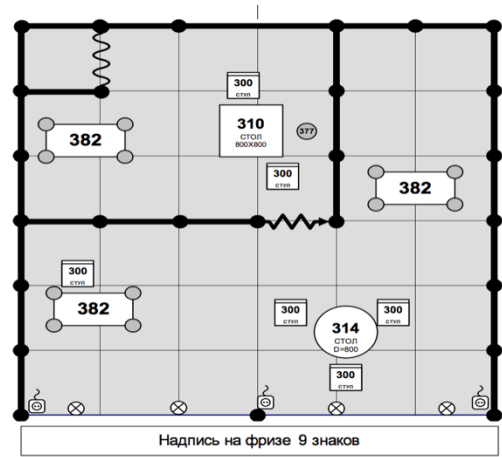 300
стул
310
СТОЛ
800X800
377
382
300
стул
382
300
стул
382
300
стул
300
стул
314
СТОЛ
D=800
300
стул
Надпись на фризе 9 знаков